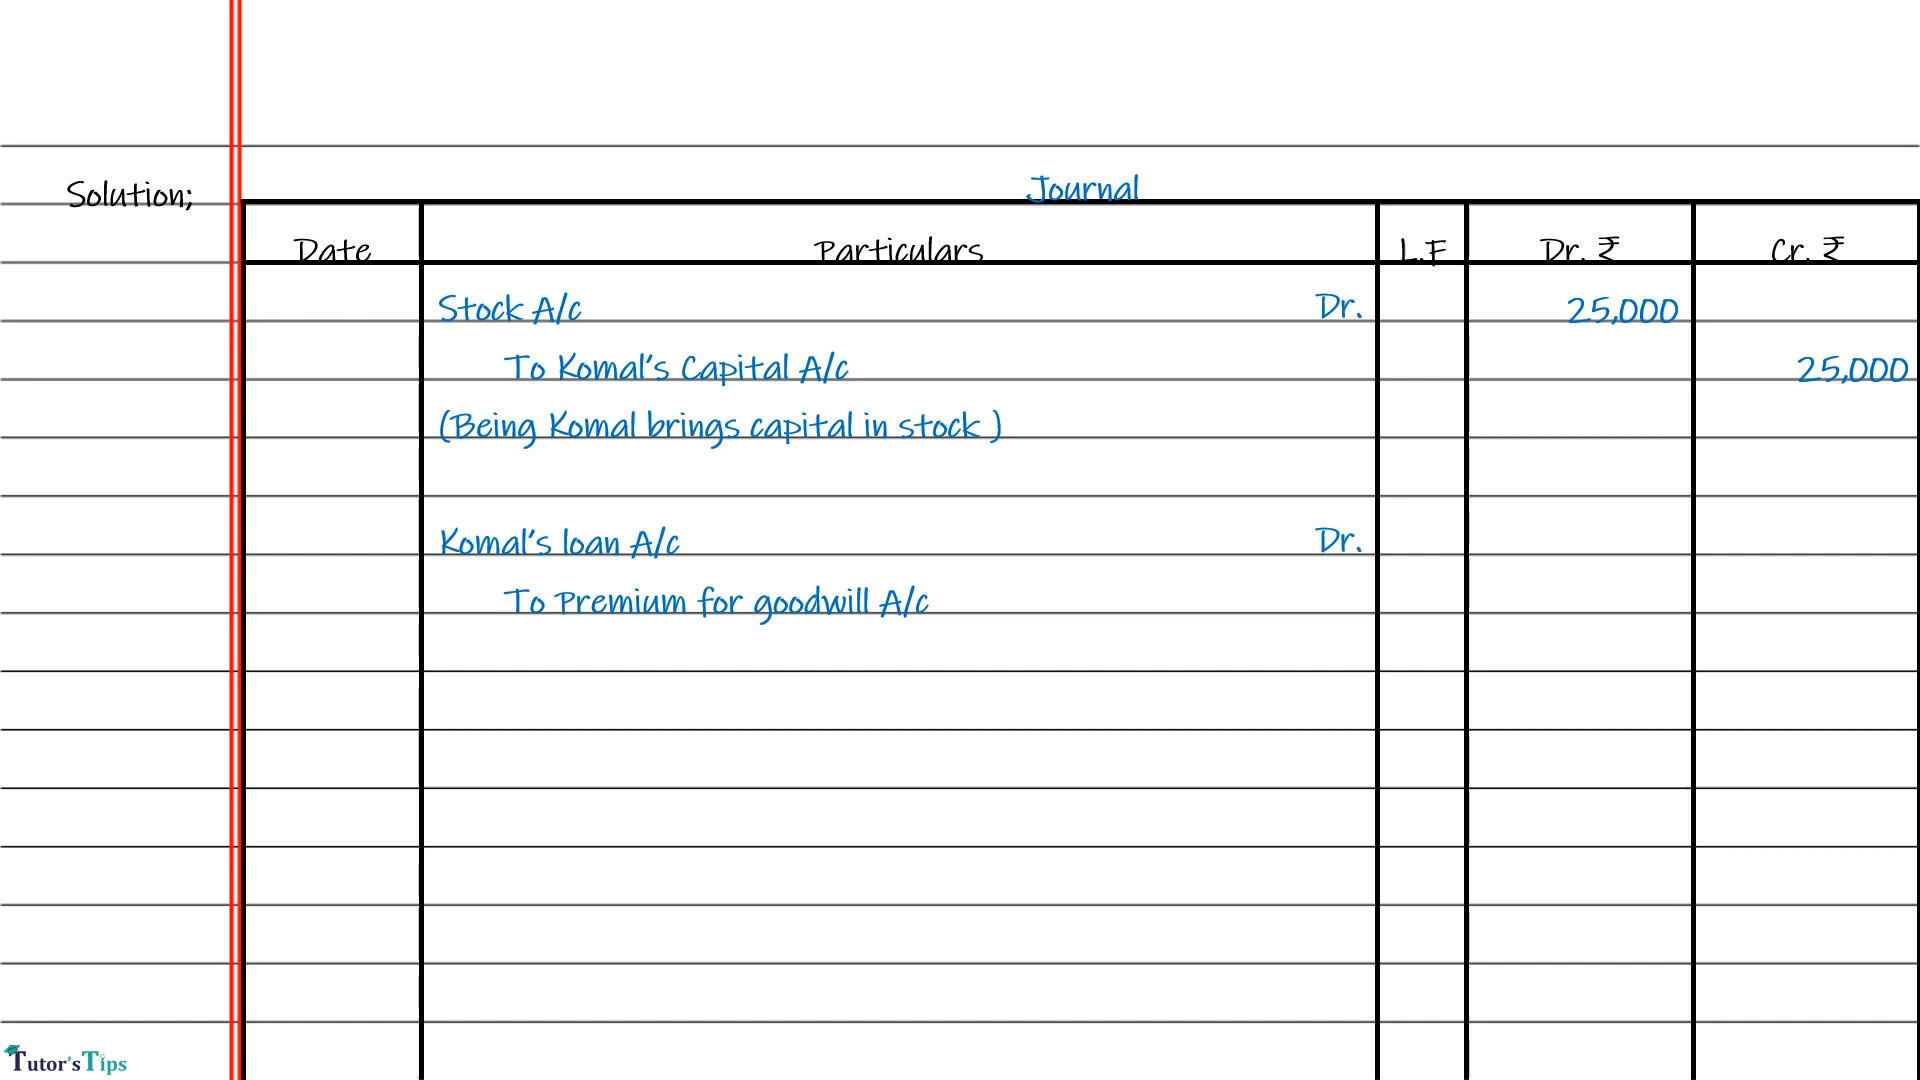 Solution;
Journal
Date Particulars L.F Dr. ₹ Cr. ₹
Stock A/c Dr. 25,000
To Komal's Capital A/c 25,000
(Being Komal brings capital in stock )
Komal's loan A/c Dr.
To Premium for goodwill A/c
Tutor'sTips